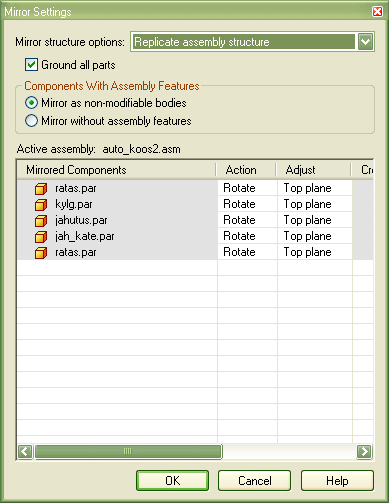 Mirror Settings
Mirror structure options: Replicate assembly structure
Ground all parts
Components With Assembly Features
Mirror as non-modifiable bodies
Mirror without assembly features
Active assembly: auto_koos2.asm
Mirrored Components Action Adjust Cre
ratas.par Rotate Top plane
kylg.par Rotate Top plane
jahutus.par Rotate Top plane
jah_kate.par Rotate Top plane
ratas.par Rotate Top plane
OK Cancel Help